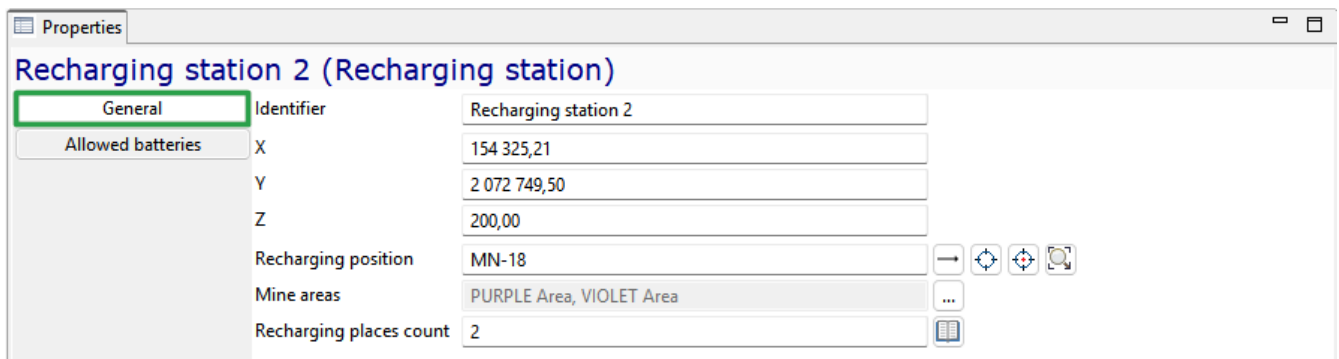 Properties
Recharging station 2 (Recharging station)
General
Identifier Recharging station 2
Allowed batteries
X 154 325,21
Y 2 072 749,50
Z 200,00
Recharging position MN-18
Mine areas PURPLE Area, VIOLET Area ...
Recharging places count 2